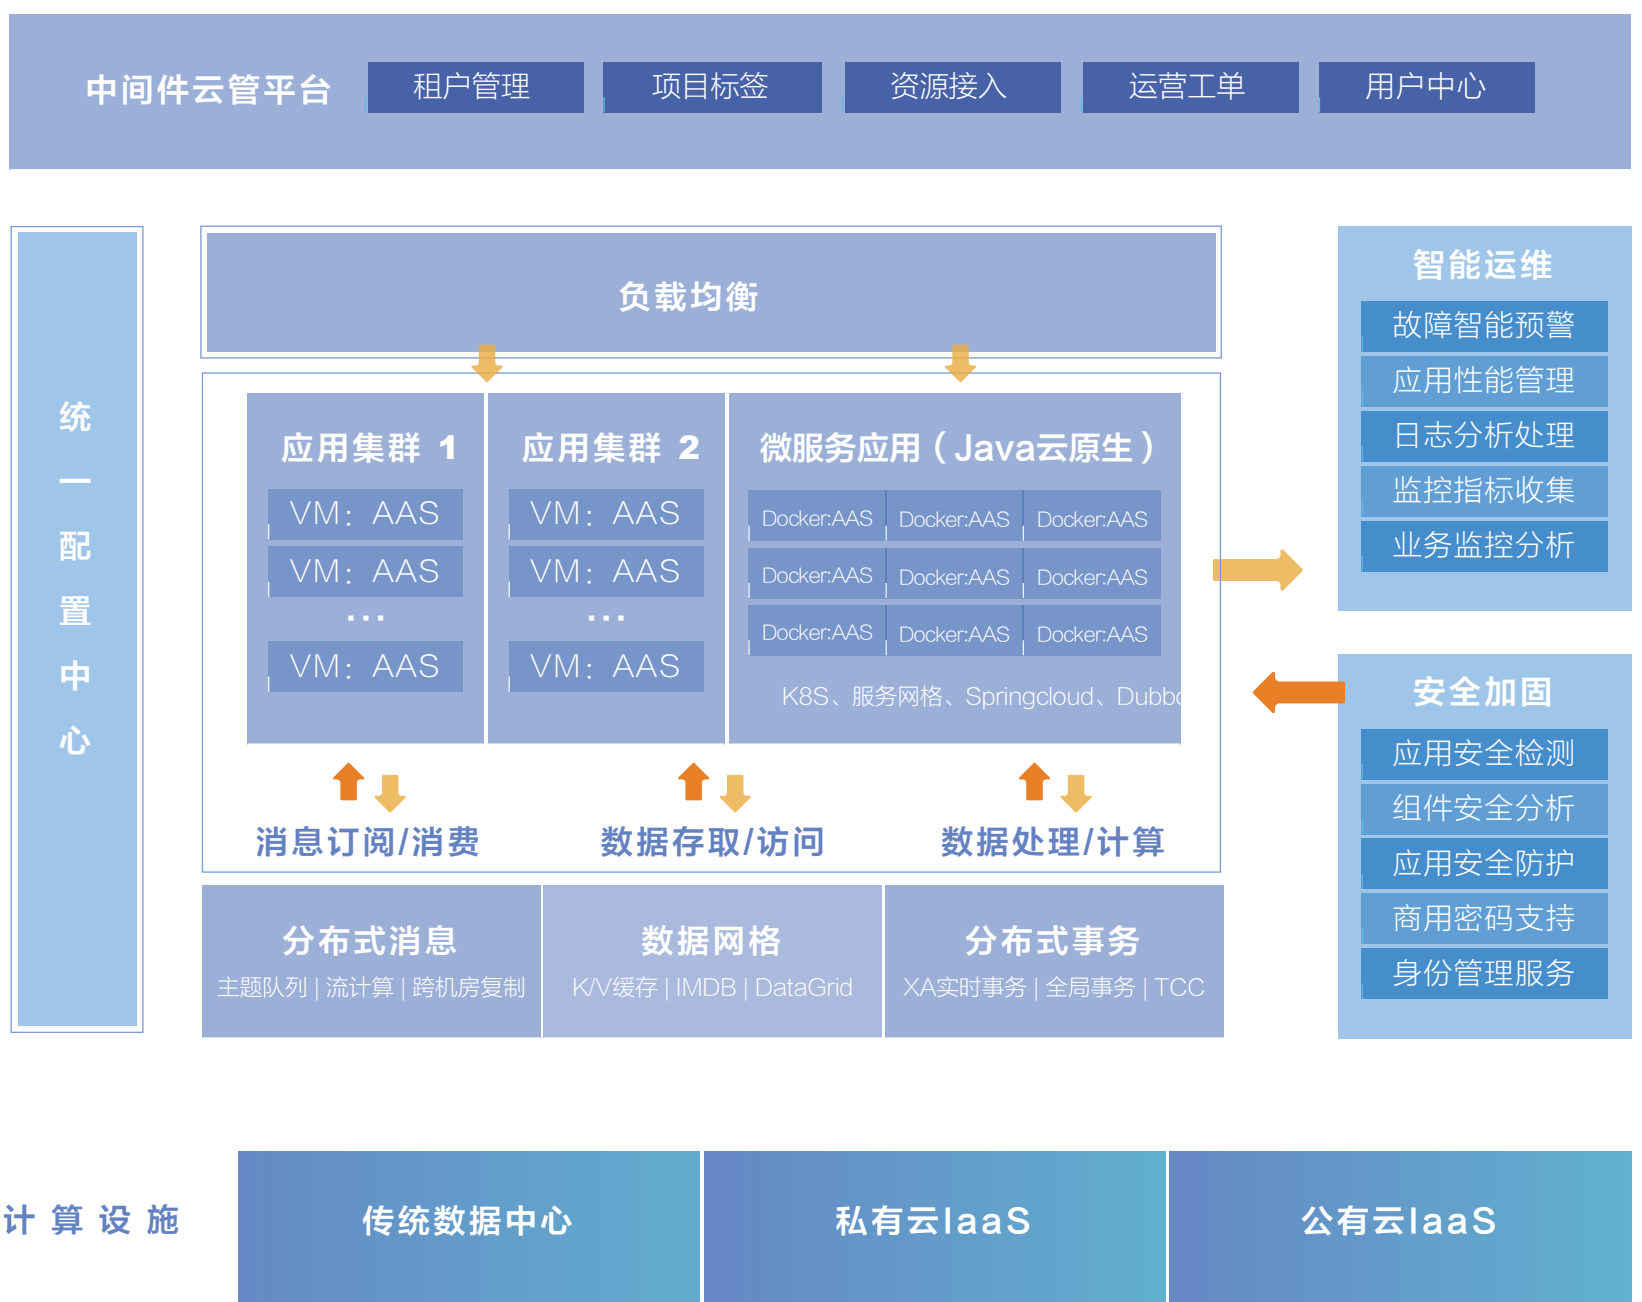 中间件云管平台
租户管理
项目标签
资源接入
运营工单
用户中心
统一配置中心
负载均衡
应用集群 1
VM: AAS
VM: AAS
...
VM: AAS
应用集群 2
VM: AAS
VM: AAS
...
VM: AAS
微服务应用（Java云原生）
Docker:AAS Docker:AAS Docker:AAS
Docker:AAS Docker:AAS Docker:AAS
Docker:AAS Docker:AAS Docker:AAS
K8S、服务网格、Springcloud、Dubbo
消息订阅/消费
数据存取/访问
数据处理/计算
分布式消息
主题队列 | 流计算 | 跨机房复制
数据网格
K/V缓存 | IMDB | DataGrid
分布式事务
XA实时事务 | 全局事务 | TCC
智能运维
故障智能预警
应用性能管理
日志分析处理
监控指标收集
业务监控分析
安全加固
应用安全检测
组件安全分析
应用安全防护
商用密码支持
身份管理服务
计算设施
传统数据中心
私有云IaaS
公有云IaaS